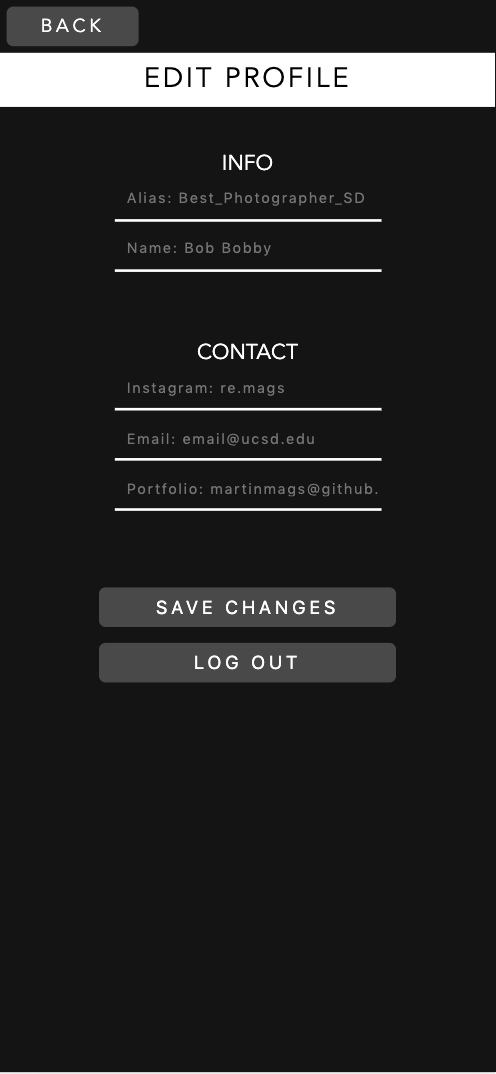 BACK
EDIT PROFILE
INFO
Alias: Best_Photographer_SD
Name: Bob Bobby
CONTACT
Instagram: re.mags
Email: email@ucsd.edu
Portfolio: martinmags@github.
SAVE CHANGES
LOG OUT